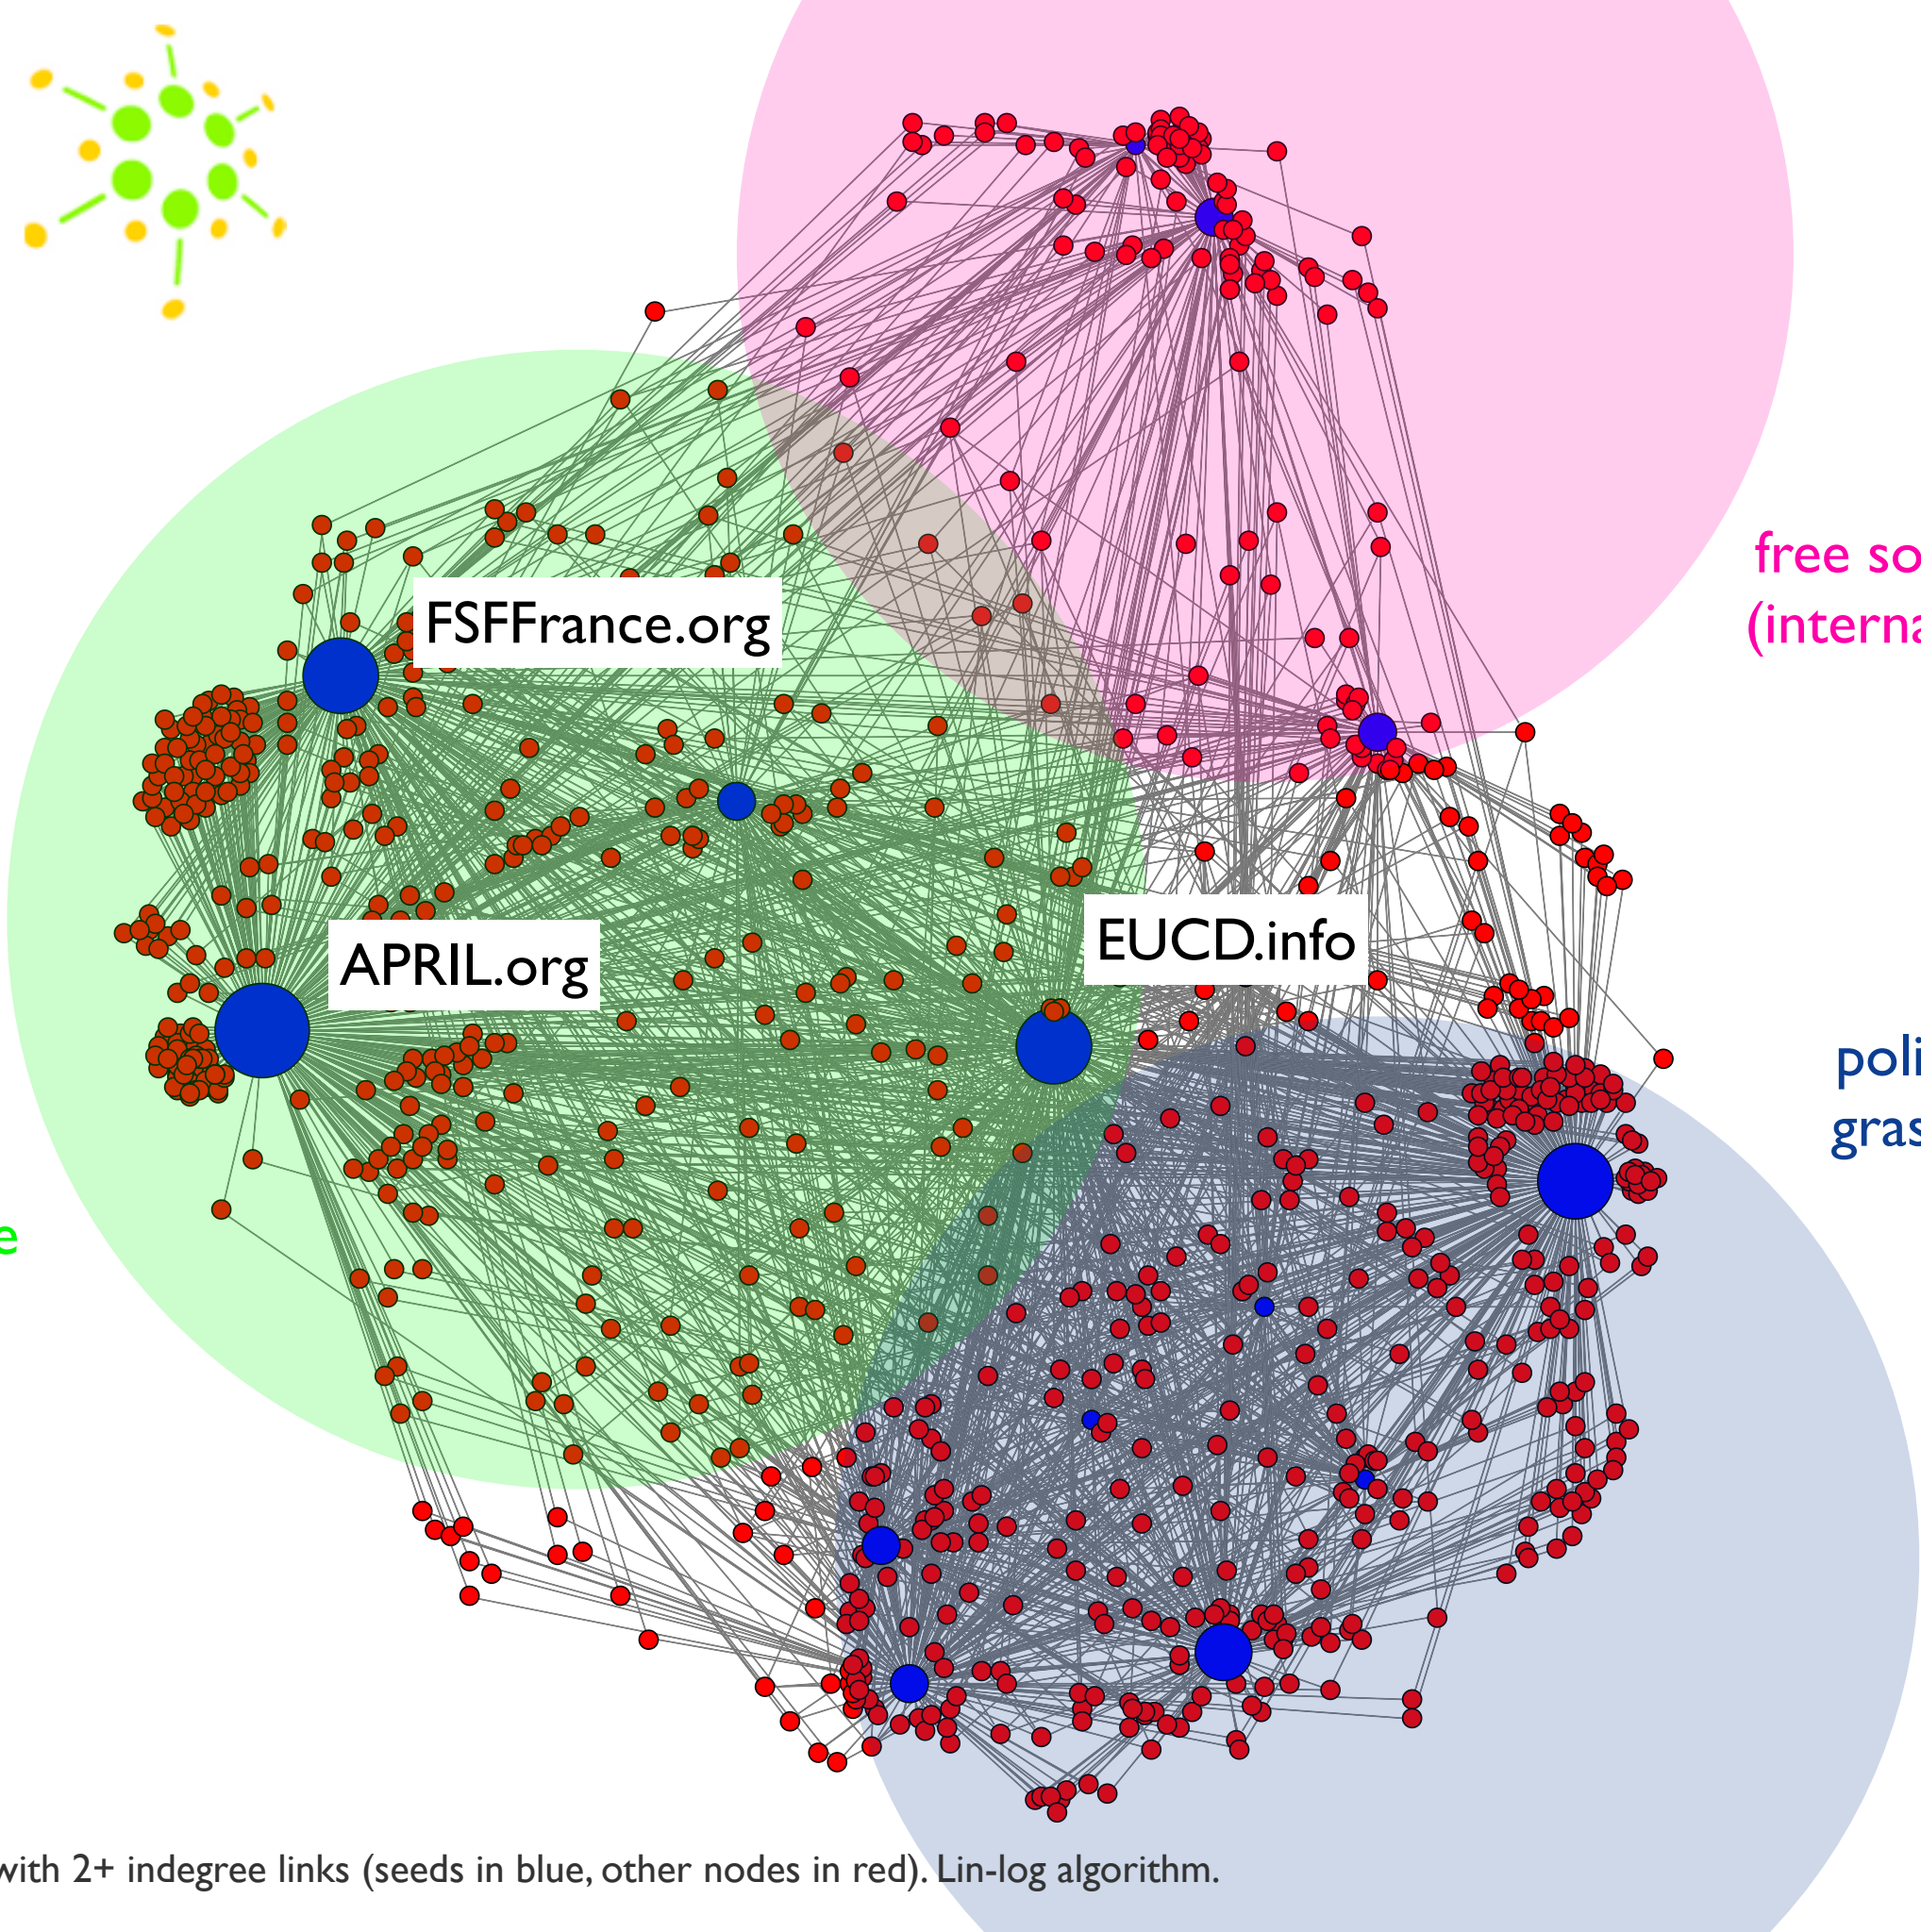 FSFFrance.org
free so
(interna
APRIL.org
EUCD.info
poli
gras
e
with 2+ indegree links (seeds in blue, other nodes in red). Lin-log algorithm.